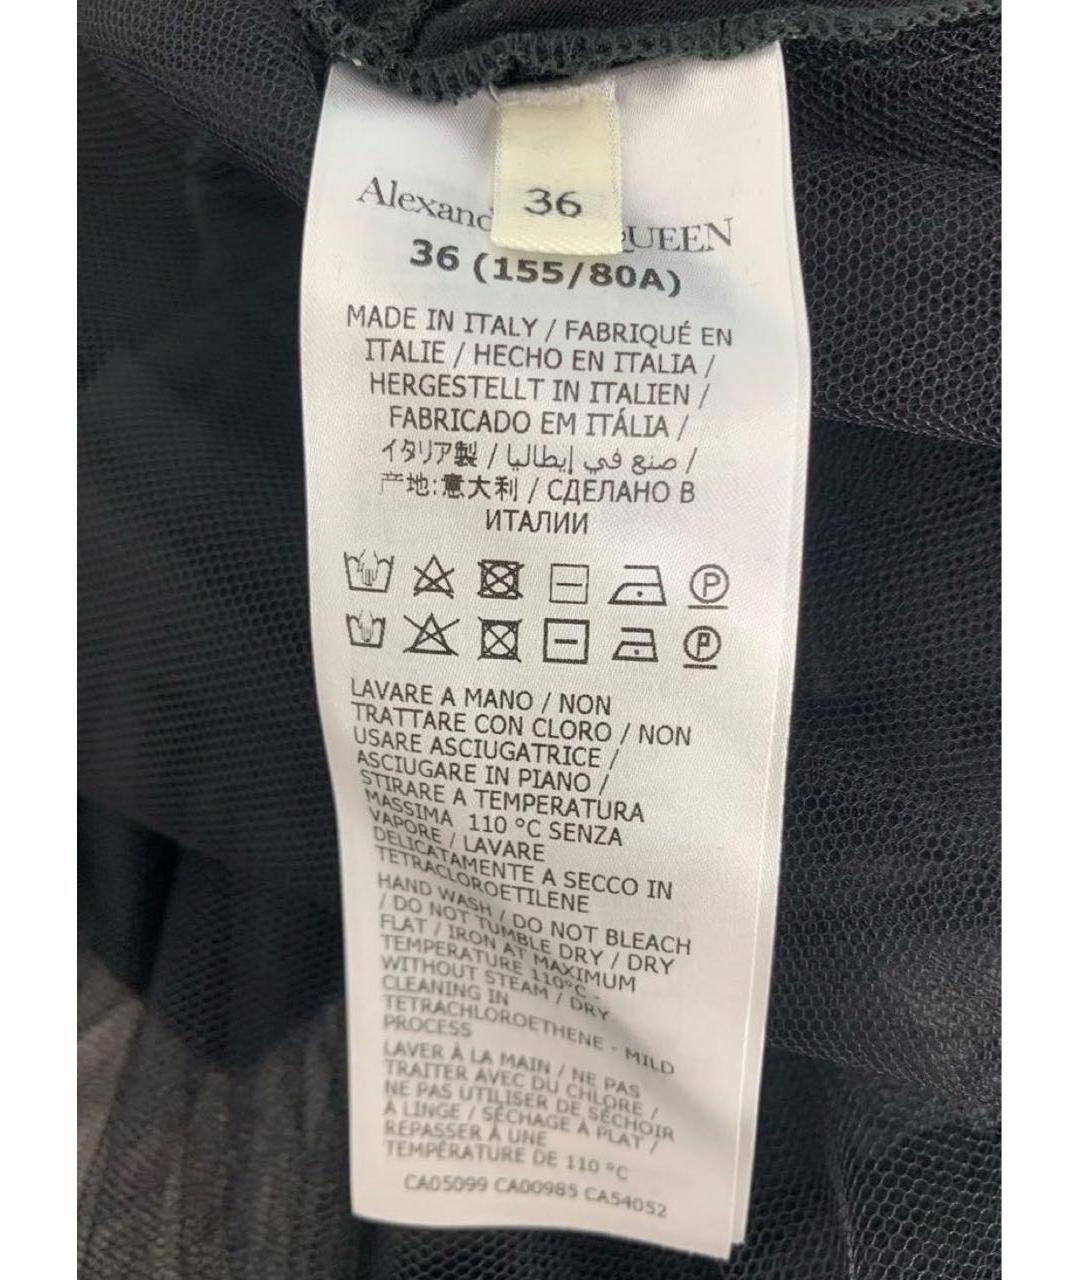 36
36 (155/80A)
MADE IN ITALY / FABRIQUÉ EN
ITALIE / HECHO EN ITALIA /
HERGESTELLT IN ITALIEN /
FABRICADO EM ITÁLIA /
イタリア製 / صنع في إيطاليا /
产地:意大利 / СДЕЛАНО В
ИТАЛИИ
P
P
LAVARE A MANO / NON
TRATTARE CON CLORO / NON
USARE ASCIUGATRICE /
ASCIUGARE IN PIANO /
STIRARE A TEMPERATURA
MASSIMA 110 °C SENZA
VAPORE / LAVARE
DELICATAMENTE A SECCO IN
TETRACLOROETILENE
HAND WASH / DO NOT BLEACH
/ DO NOT TUMBLE DRY / DRY
FLAT / IRON AT MAXIMUM
TEMPERATURE 110°C -
WITHOUT STEAM / DRY
CLEANING IN
TETRACHLOROETHENE - MILD
PROCESS
LAVER À LA MAIN / NE PAS
TRAITER AVEC DU CHLORE /
NE PAS UTILISER DE SÉCHOIR
À LINGE / SÉCHAGE À PLAT /
REPASSER À UNE
TEMPÉRATURE DE 110 °C
CA05099 CA00985 CA54052